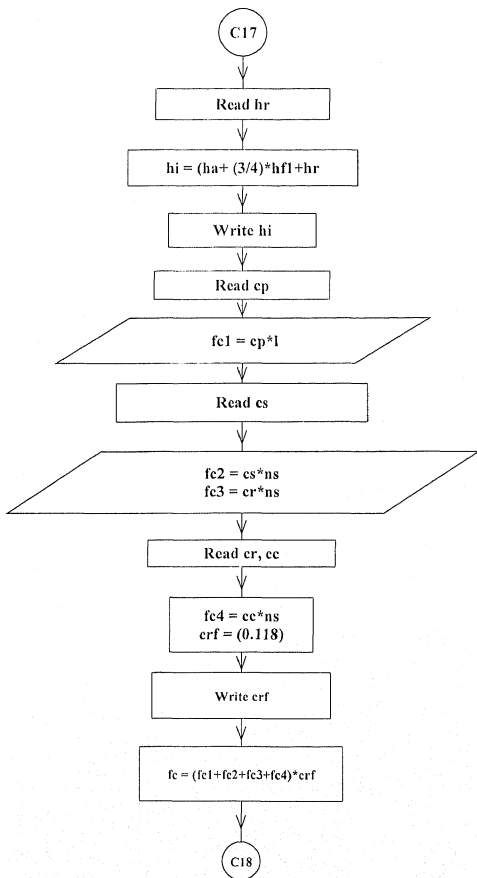 C17
Read hr
hi = (ha+ (3/4)*hf1+hr
Write hi
Read cp
fc1 = cp*l
Read cs
fc2 = cs*ns
fc3 = cr*ns
Read cr, cc
fc4 = cc*ns
crf = (0.118)
Write crf
fc = (fc1+fc2+fc3+fc4)*crf
C18